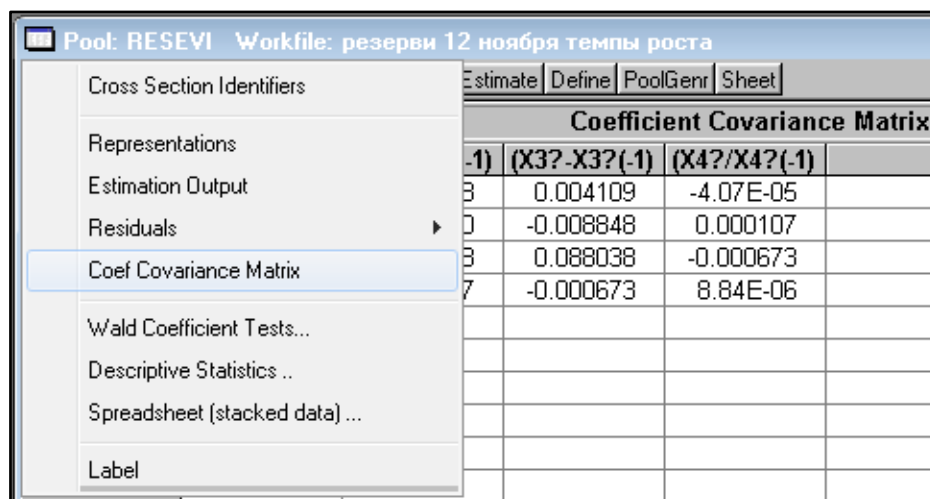 Pool: RESEVI Workfile: резерви 12 ноября темпы роста
Estimate Define PoolGenr Sheet
Coefficient Covariance Matrix
-1) (X3?-X3?(-1) (X4?/X4?(-1)
0.004109 -4.07E-05
-0.008848 0.000107
0.088038 -0.000673
-0.000673 8.84E-06
Cross Section Identifiers
Representations
Estimation Output
Residuals
Coef Covariance Matrix
Wald Coefficient Tests...
Descriptive Statistics ..
Spreadsheet (stacked data) ...
Label